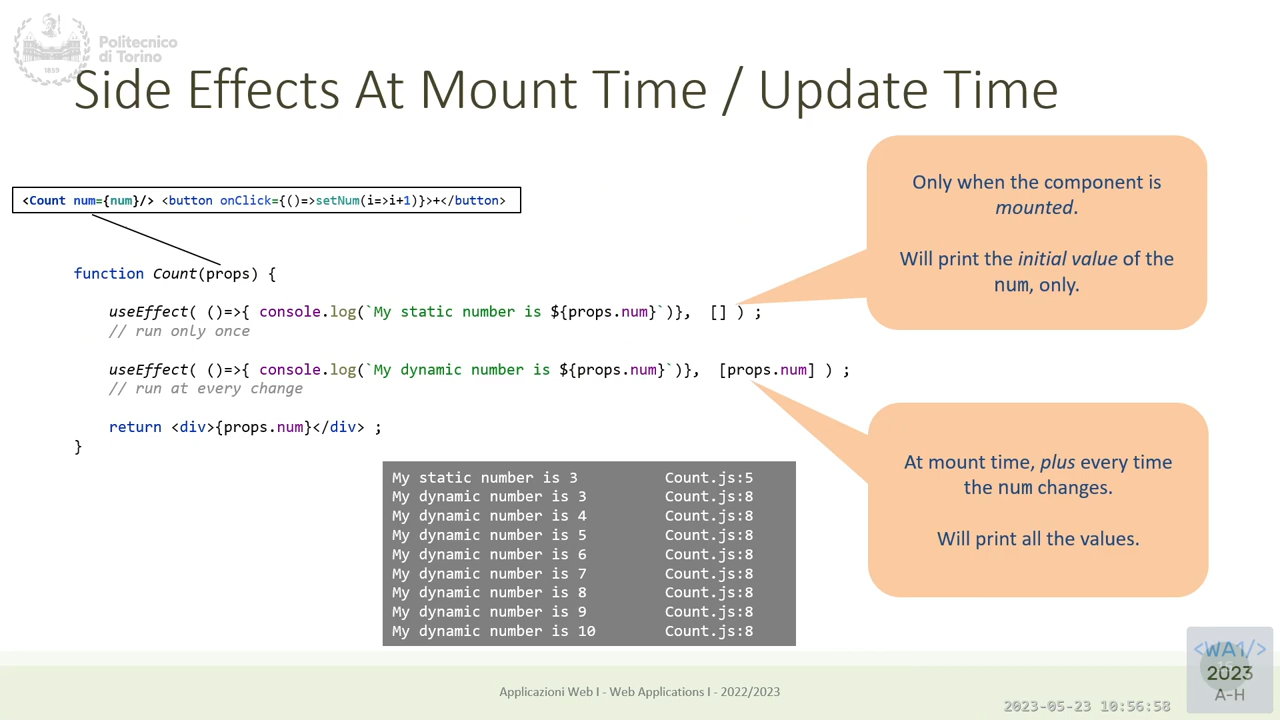 Politecnico
di Torino
1859
Side Effects At Mount Time / Update Time
<Count num={num}/> <button onClick={()=>setNum(i=>i+1)}>+</button>
function Count(props) {
useEffect( ()=>{ console.log(`My static number is ${props.num}`)}, [] ) ;
// run only once
useEffect( ()=>{ console.log(`My dynamic number is ${props.num}`)}, [props.num] ) ;
// run at every change
return <div>{props.num}</div> ;
}
Only when the component is
mounted.
Will print the initial value of the
num, only.
At mount time, plus every time
the num changes.
Will print all the values.
My static number is 3 Count.js:5
My dynamic number is 3 Count.js:8
My dynamic number is 4 Count.js:8
My dynamic number is 5 Count.js:8
My dynamic number is 6 Count.js:8
My dynamic number is 7 Count.js:8
My dynamic number is 8 Count.js:8
My dynamic number is 9 Count.js:8
My dynamic number is 10 Count.js:8
Applicazioni Web I - Web Applications I - 2022/2023
<WA1/>
2023
A-H
2023-05-23 10:56:58